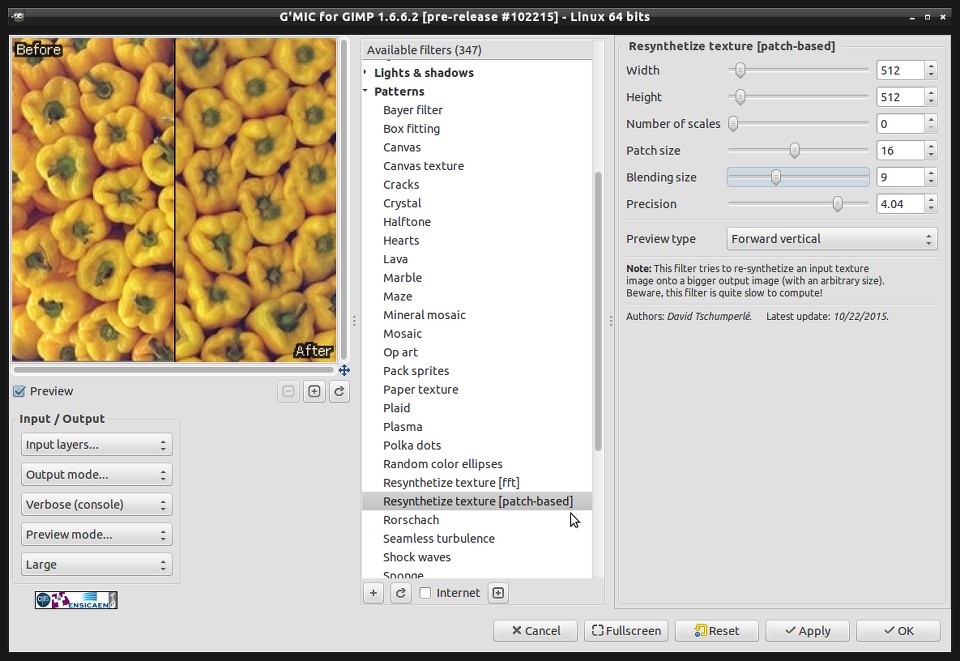 G'MIC for GIMP 1.6.6.2 [pre-release #102215] - Linux 64 bits
Before
After
Preview
Input / Output
Input layers...
Output mode...
Verbose (console)
Preview mode...
Large
ENSICAEN
Available filters (347)
Lights & shadows
Patterns
Bayer filter
Box fitting
Canvas
Canvas texture
Cracks
Crystal
Halftone
Hearts
Lava
Marble
Maze
Mineral mosaic
Mosaic
Op art
Pack sprites
Paper texture
Plaid
Plasma
Polka dots
Random color ellipses
Resynthetize texture [fft]
Resynthetize texture [patch-based]
Rorschach
Seamless turbulence
Shock waves
Sponge
Internet
Resynthetize texture [patch-based]
Width 512
Height 512
Number of scales 0
Patch size 16
Blending size 9
Precision 4.04
Preview type Forward vertical
Note: This filter tries to re-synthetize an input texture
image onto a bigger output image (with an arbitrary size).
Beware, this filter is quite slow to compute!
Authors: David Tschumperlé. Latest update: 10/22/2015.
Cancel Fullscreen Reset Apply OK